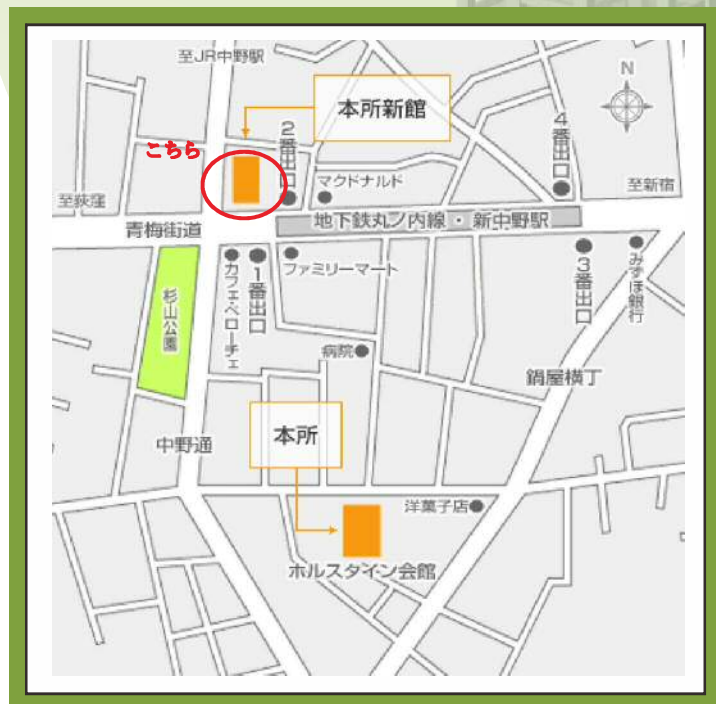 至JR中野駅
N
本所新館
2番出口
4番出口
こちら
マクドナルド
至荻窪
至新宿
地下鉄丸ノ内線・新中野駅
青梅街道
カフェ・ベローチェ
1番出口
ファミリーマート
3番出口
みずほ銀行
杉山公園
病院
鍋屋横丁
本所
中野通
洋菓子店
ホルスタイン会館